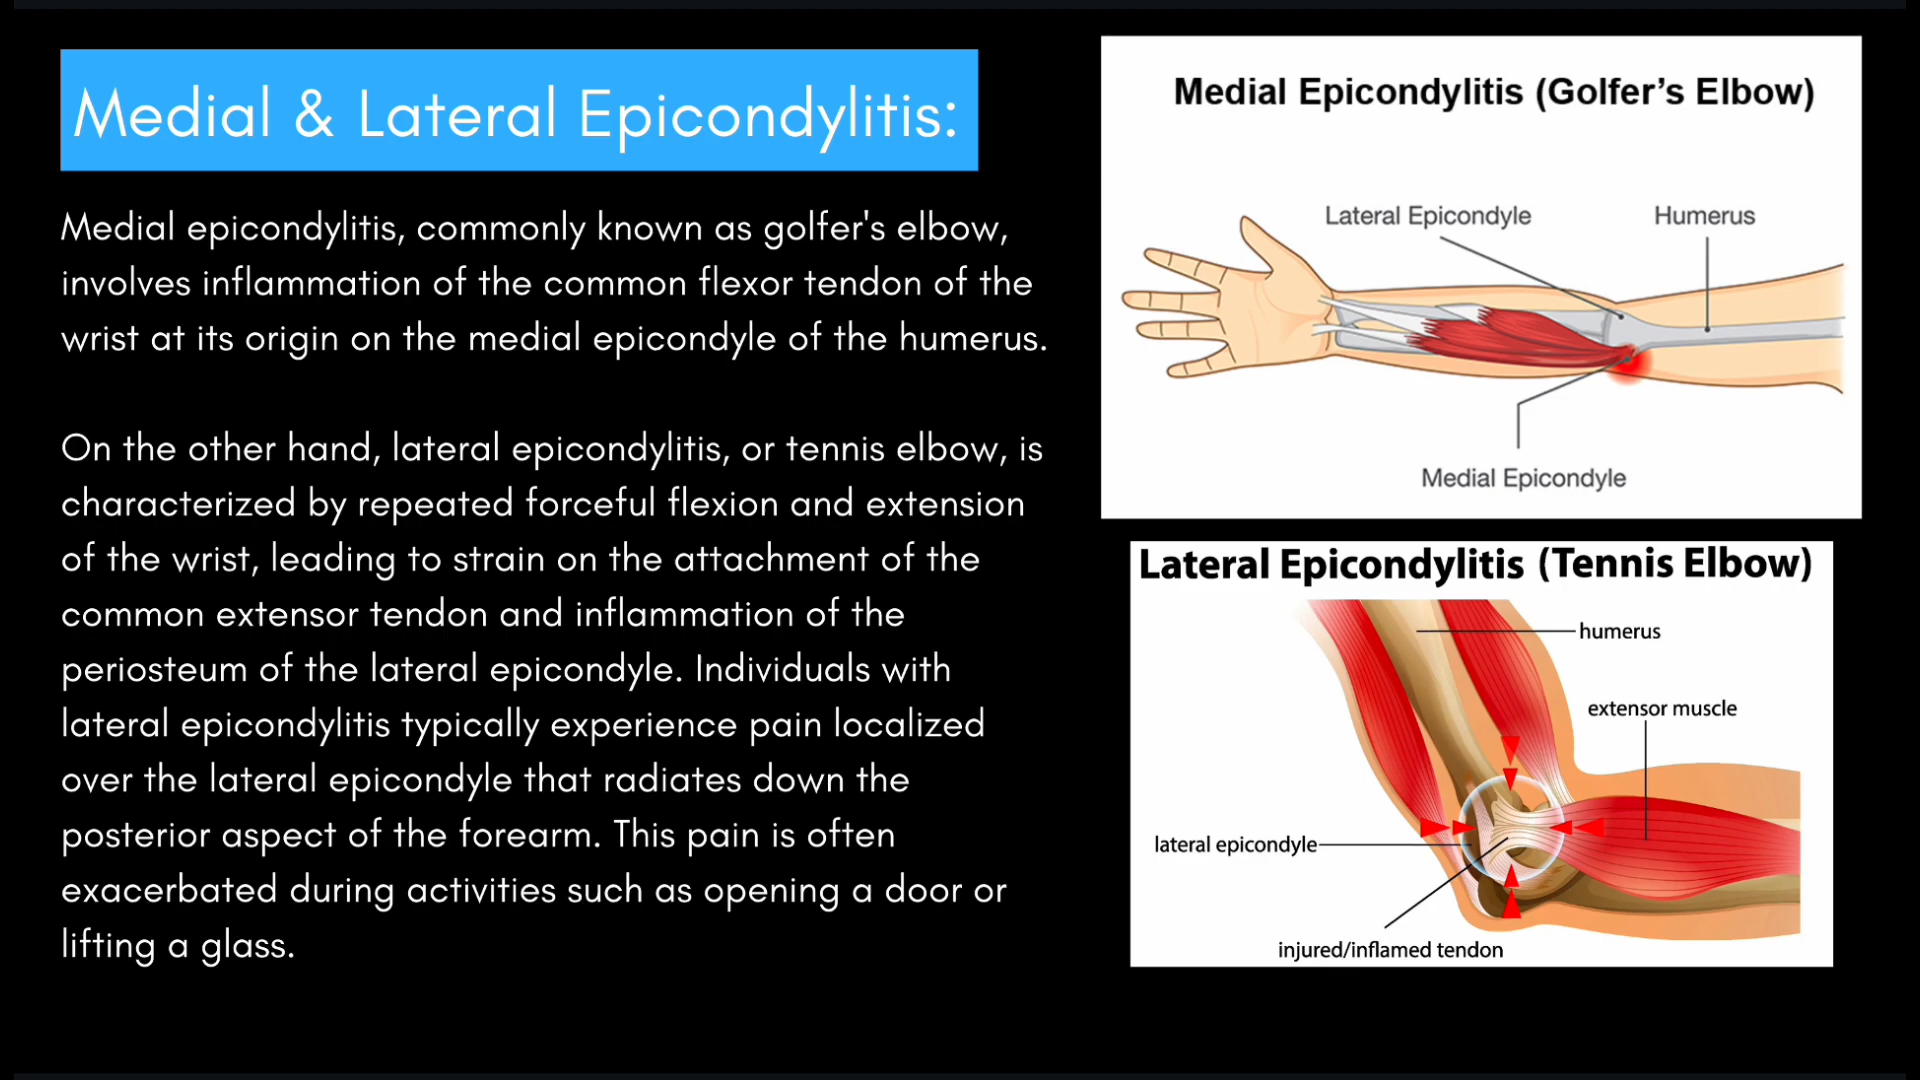 Medial & Lateral Epicondylitis:
Medial epicondylitis, commonly known as golfer's elbow,
involves inflammation of the common flexor tendon of the
wrist at its origin on the medial epicondyle of the humerus.
On the other hand, lateral epicondylitis, or tennis elbow, is
characterized by repeated forceful flexion and extension
of the wrist, leading to strain on the attachment of the
common extensor tendon and inflammation of the
periosteum of the lateral epicondyle. Individuals with
lateral epicondylitis typically experience pain localized
over the lateral epicondyle that radiates down the
posterior aspect of the forearm. This pain is often
exacerbated during activities such as opening a door or
lifting a glass.
Medial Epicondylitis (Golfer’s Elbow)
Lateral Epicondyle
Humerus
Medial Epicondyle
Lateral Epicondylitis (Tennis Elbow)
humerus
extensor muscle
lateral epicondyle
injured/inflamed tendon